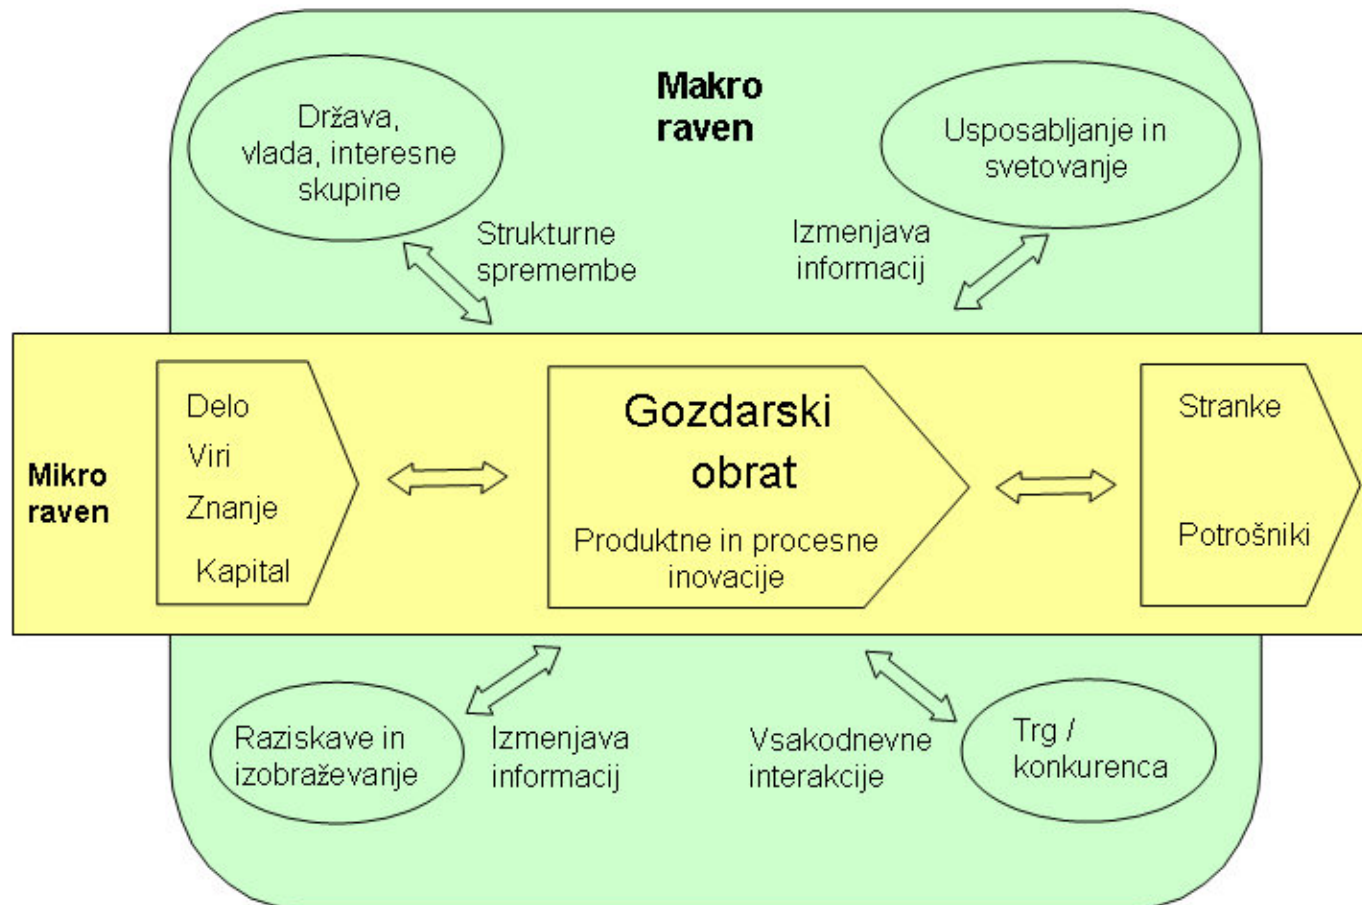 Makro
raven
Država,
vlada, interesne
skupine
Usposabljanje in
svetovanje
Strukturne
spremembe
Izmenjava
informacij
Mikro
raven
Delo
Viri
Znanje
Kapital
Gozdarski
obrat
Produktne in procesne
inovacije
Stranke
Potrošniki
Raziskave in
izobraževanje
Izmenjava
informacij
Vsakodnevne
interakcije
Trg /
konkurenca